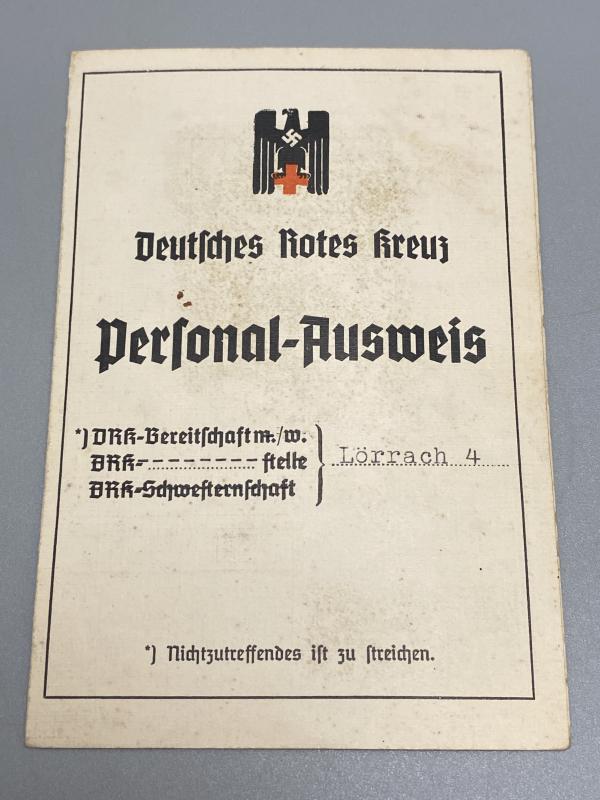 Deutsches Rotes Kreuz
Personal-Ausweis
*) DRK-Bereitschaft m./w.
DRK-.................... stelle
DRK-Schwesternschaft
Lörrach 4
*) Nichtzutreffendes ist zu streichen.